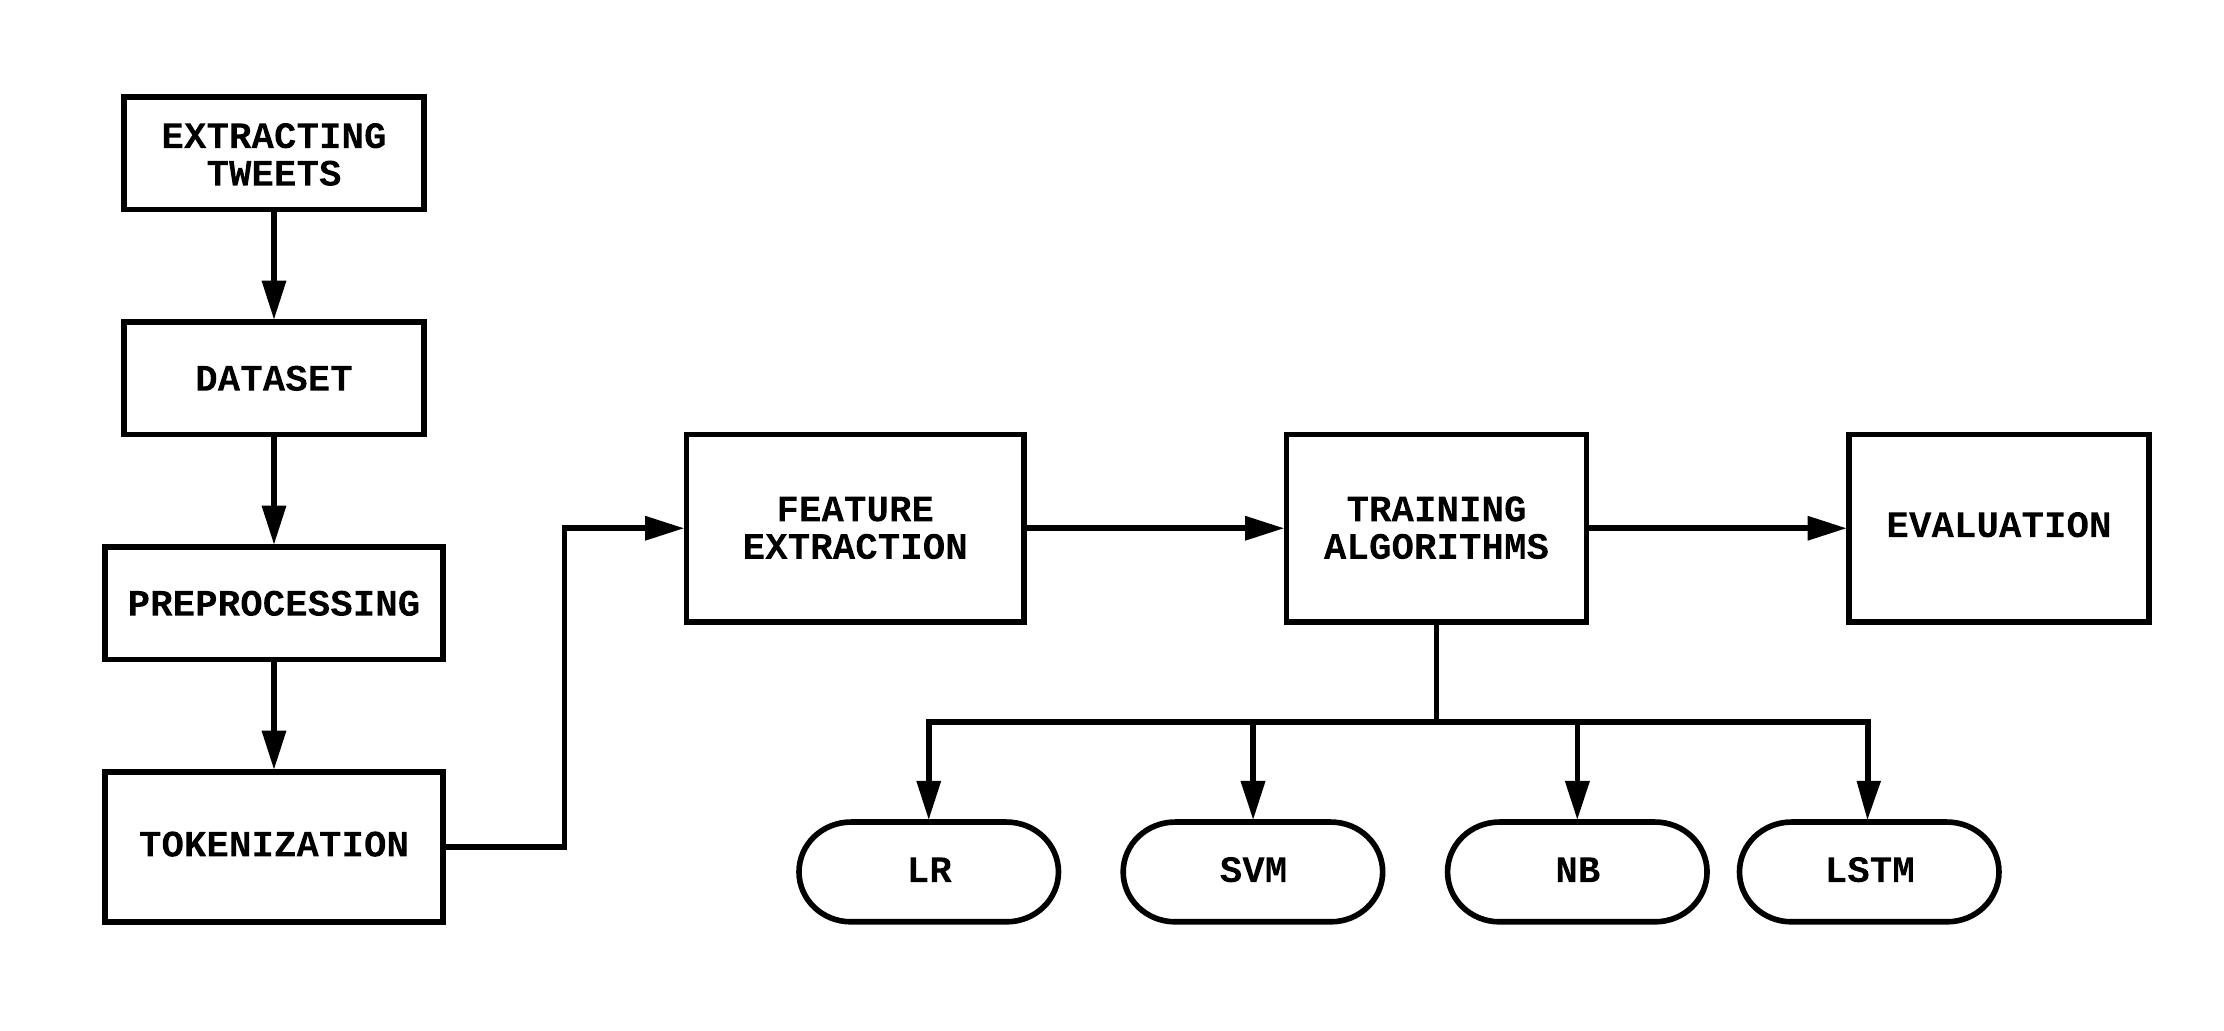 EXTRACTING
TWEETS
DATASET
PREPROCESSING
TOKENIZATION
FEATURE
EXTRACTION
TRAINING
ALGORITHMS
EVALUATION
LR
SVM
NB
LSTM